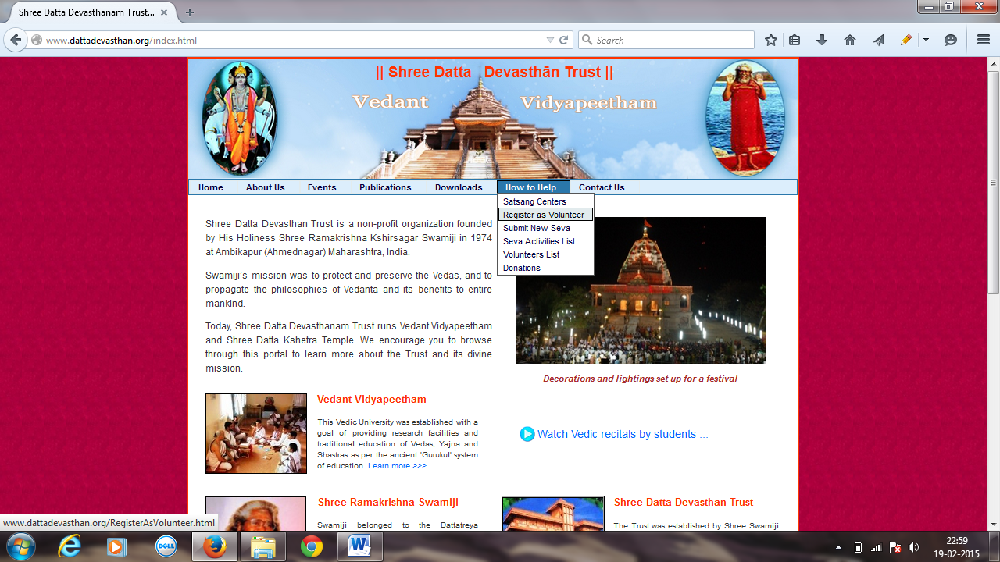 Shree Datta Devasthanam Trust...
www.dattadevasthan.org/index.html
Search
|| Shree Datta Devasthān Trust ||
Vedant Vidyapeetham
Home About Us Events Publications Downloads How to Help Contact Us
Satsang Centers
Register as Volunteer
Submit New Seva
Seva Activities List
Volunteers List
Donations
Shree Datta Devasthan Trust is a non-profit organization founded
by His Holiness Shree Ramakrishna Kshirsagar Swamiji in 1974
at Ambikapur (Ahmednagar) Maharashtra, India.
Swamiji's mission was to protect and preserve the Vedas, and to
propagate the philosophies of Vedanta and its benefits to entire
mankind.
Today, Shree Datta Devasthanam Trust runs Vedant Vidyapeetham
and Shree Datta Kshetra Temple. We encourage you to browse
through this portal to learn more about the Trust and its divine
mission.
Decorations and lightings set up for a festival
Vedant Vidyapeetham
This Vedic University was established with a
goal of providing research facilities and
traditional education of Vedas, Yajna and
Shastras as per the ancient 'Gurukul' system
of education. Learn more >>>
Watch Vedic recitals by students ...
Shree Ramakrishna Swamiji
Swamiji belonged to the Dattatreya
Shree Datta Devasthan Trust
The Trust was established by Shree Swamiji.
www.dattadevasthan.org/RegisterAsVolunteer.html
DELL
22:59
19-02-2015